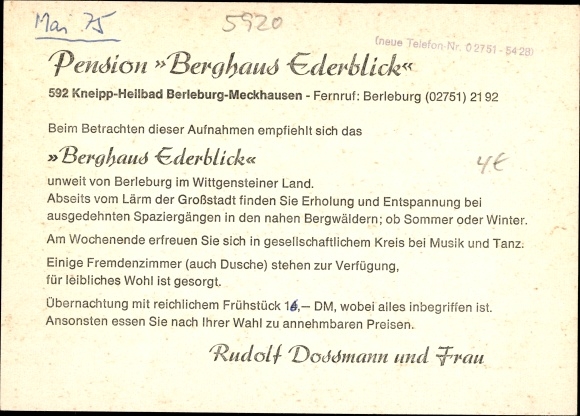 Mai 75
5920
(neue Telefon-Nr. 02751-5428)
Pension »Berghaus Ederblick«
592 Kneipp-Heilbad Berleburg-Meckhausen - Fernruf: Berleburg (02751) 2192
Beim Betrachten dieser Aufnahmen empfiehlt sich das
»Berghaus Ederblick«
4€
unweit von Berleburg im Wittgensteiner Land.
Abseits vom Lärm der Großstadt finden Sie Erholung und Entspannung bei
ausgedehnten Spaziergängen in den nahen Bergwäldern; ob Sommer oder Winter.
Am Wochenende erfreuen Sie sich in gesellschaftlichem Kreis bei Musik und Tanz.
Einige Fremdenzimmer (auch Dusche) stehen zur Verfügung,
für leibliches Wohl ist gesorgt.
Übernachtung mit reichlichem Frühstück 16,— DM, wobei alles inbegriffen ist.
Ansonsten essen Sie nach Ihrer Wahl zu annehmbaren Preisen.
Rudolf Dossmann und Frau